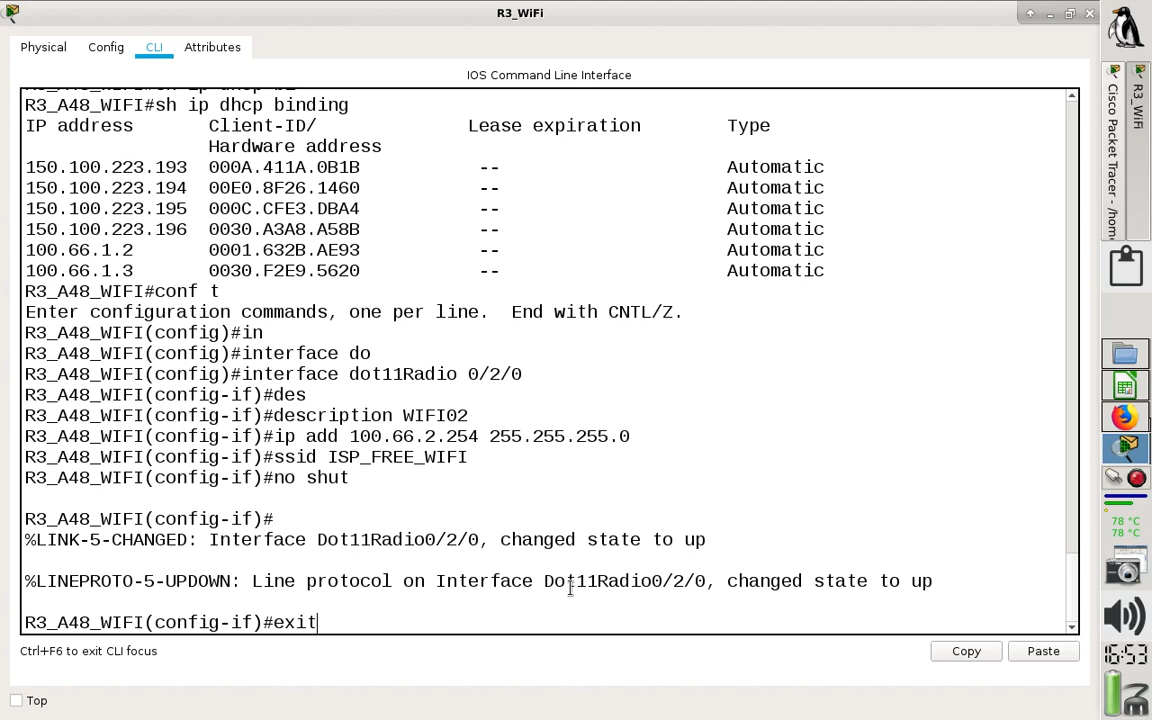 R3_WiFi
Physical Config CLI Attributes
IOS Command Line Interface
R3_A48_WIFI#sh ip dhcp bi
R3_A48_WIFI#sh ip dhcp binding
IP address Client-ID/ Lease expiration Type
Hardware address
150.100.223.193 000A.411A.0B1B -- Automatic
150.100.223.194 00E0.8F26.1460 -- Automatic
150.100.223.195 000C.CFE3.DBA4 -- Automatic
150.100.223.196 0030.A3A8.A58B -- Automatic
100.66.1.2 0001.632B.AE93 -- Automatic
100.66.1.3 0030.F2E9.5620 -- Automatic
R3_A48_WIFI#conf t
Enter configuration commands, one per line. End with CNTL/Z.
R3_A48_WIFI(config)#in
R3_A48_WIFI(config)#interface do
R3_A48_WIFI(config)#interface dot11Radio 0/2/0
R3_A48_WIFI(config-if)#des
R3_A48_WIFI(config-if)#description WIFI02
R3_A48_WIFI(config-if)#ip add 100.66.2.254 255.255.255.0
R3_A48_WIFI(config-if)#ssid ISP_FREE_WIFI
R3_A48_WIFI(config-if)#no shut
R3_A48_WIFI(config-if)#
%LINK-5-CHANGED: Interface Dot11Radio0/2/0, changed state to up
%LINEPROTO-5-UPDOWN: Line protocol on Interface Dot11Radio0/2/0, changed state to up
R3_A48_WIFI(config-if)#exit
Ctrl+F6 to exit CLI focus
Copy Paste
Top
Cisco Packet Tracer - /hom
R3_WiFi
78 °C
78 °C
16:53